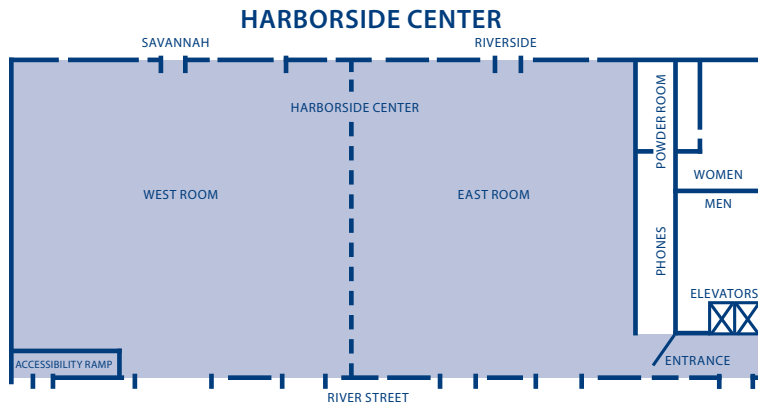 HARBORSIDE CENTER
SAVANNAH
RIVERSIDE
HARBORSIDE CENTER
POWDER ROOM
WOMEN
WEST ROOM
EAST ROOM
MEN
PHONES
ELEVATORS
ACCESSIBILITY RAMP
ENTRANCE
RIVER STREET